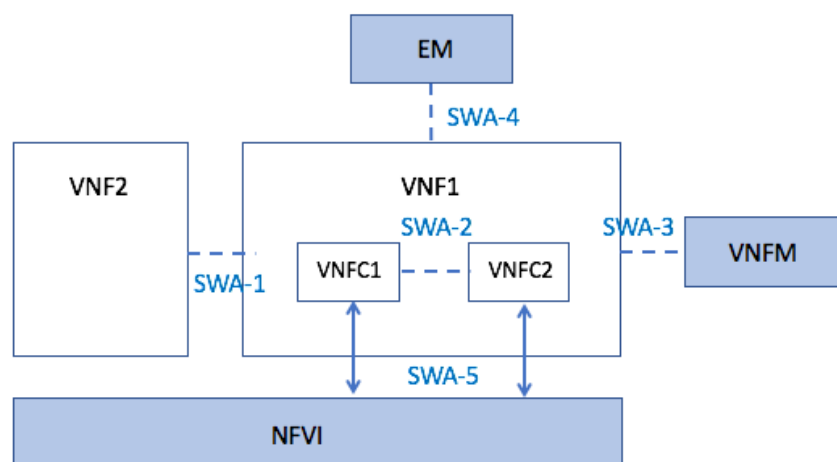 EM
SWA-4
VNF2
VNF1
SWA-2
SWA-3
VNFC1
VNFC2
VNFM
SWA-1
SWA-5
NFVI